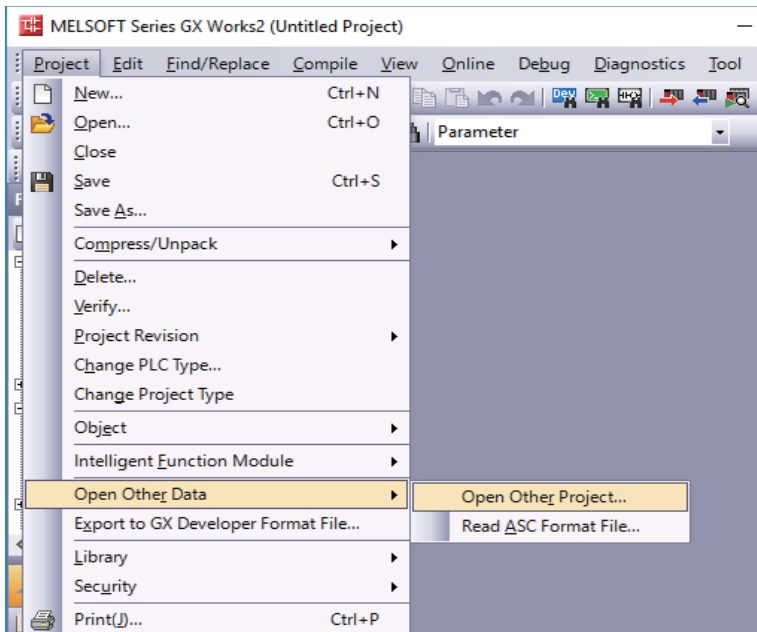 MELSOFT Series GX Works2 (Untitled Project)
Project Edit Find/Replace Compile View Online Debug Diagnostics Tool
New... Ctrl+N
Open... Ctrl+O
Parameter
Close
Save Ctrl+S
Save As...
Compress/Unpack
Delete...
Verify...
Project Revision
Change PLC Type...
Change Project Type
Object
Intelligent Function Module
Open Other Data
Open Other Project...
Export to GX Developer Format File...
Read ASC Format File...
Library
Security
Print(J)... Ctrl+P